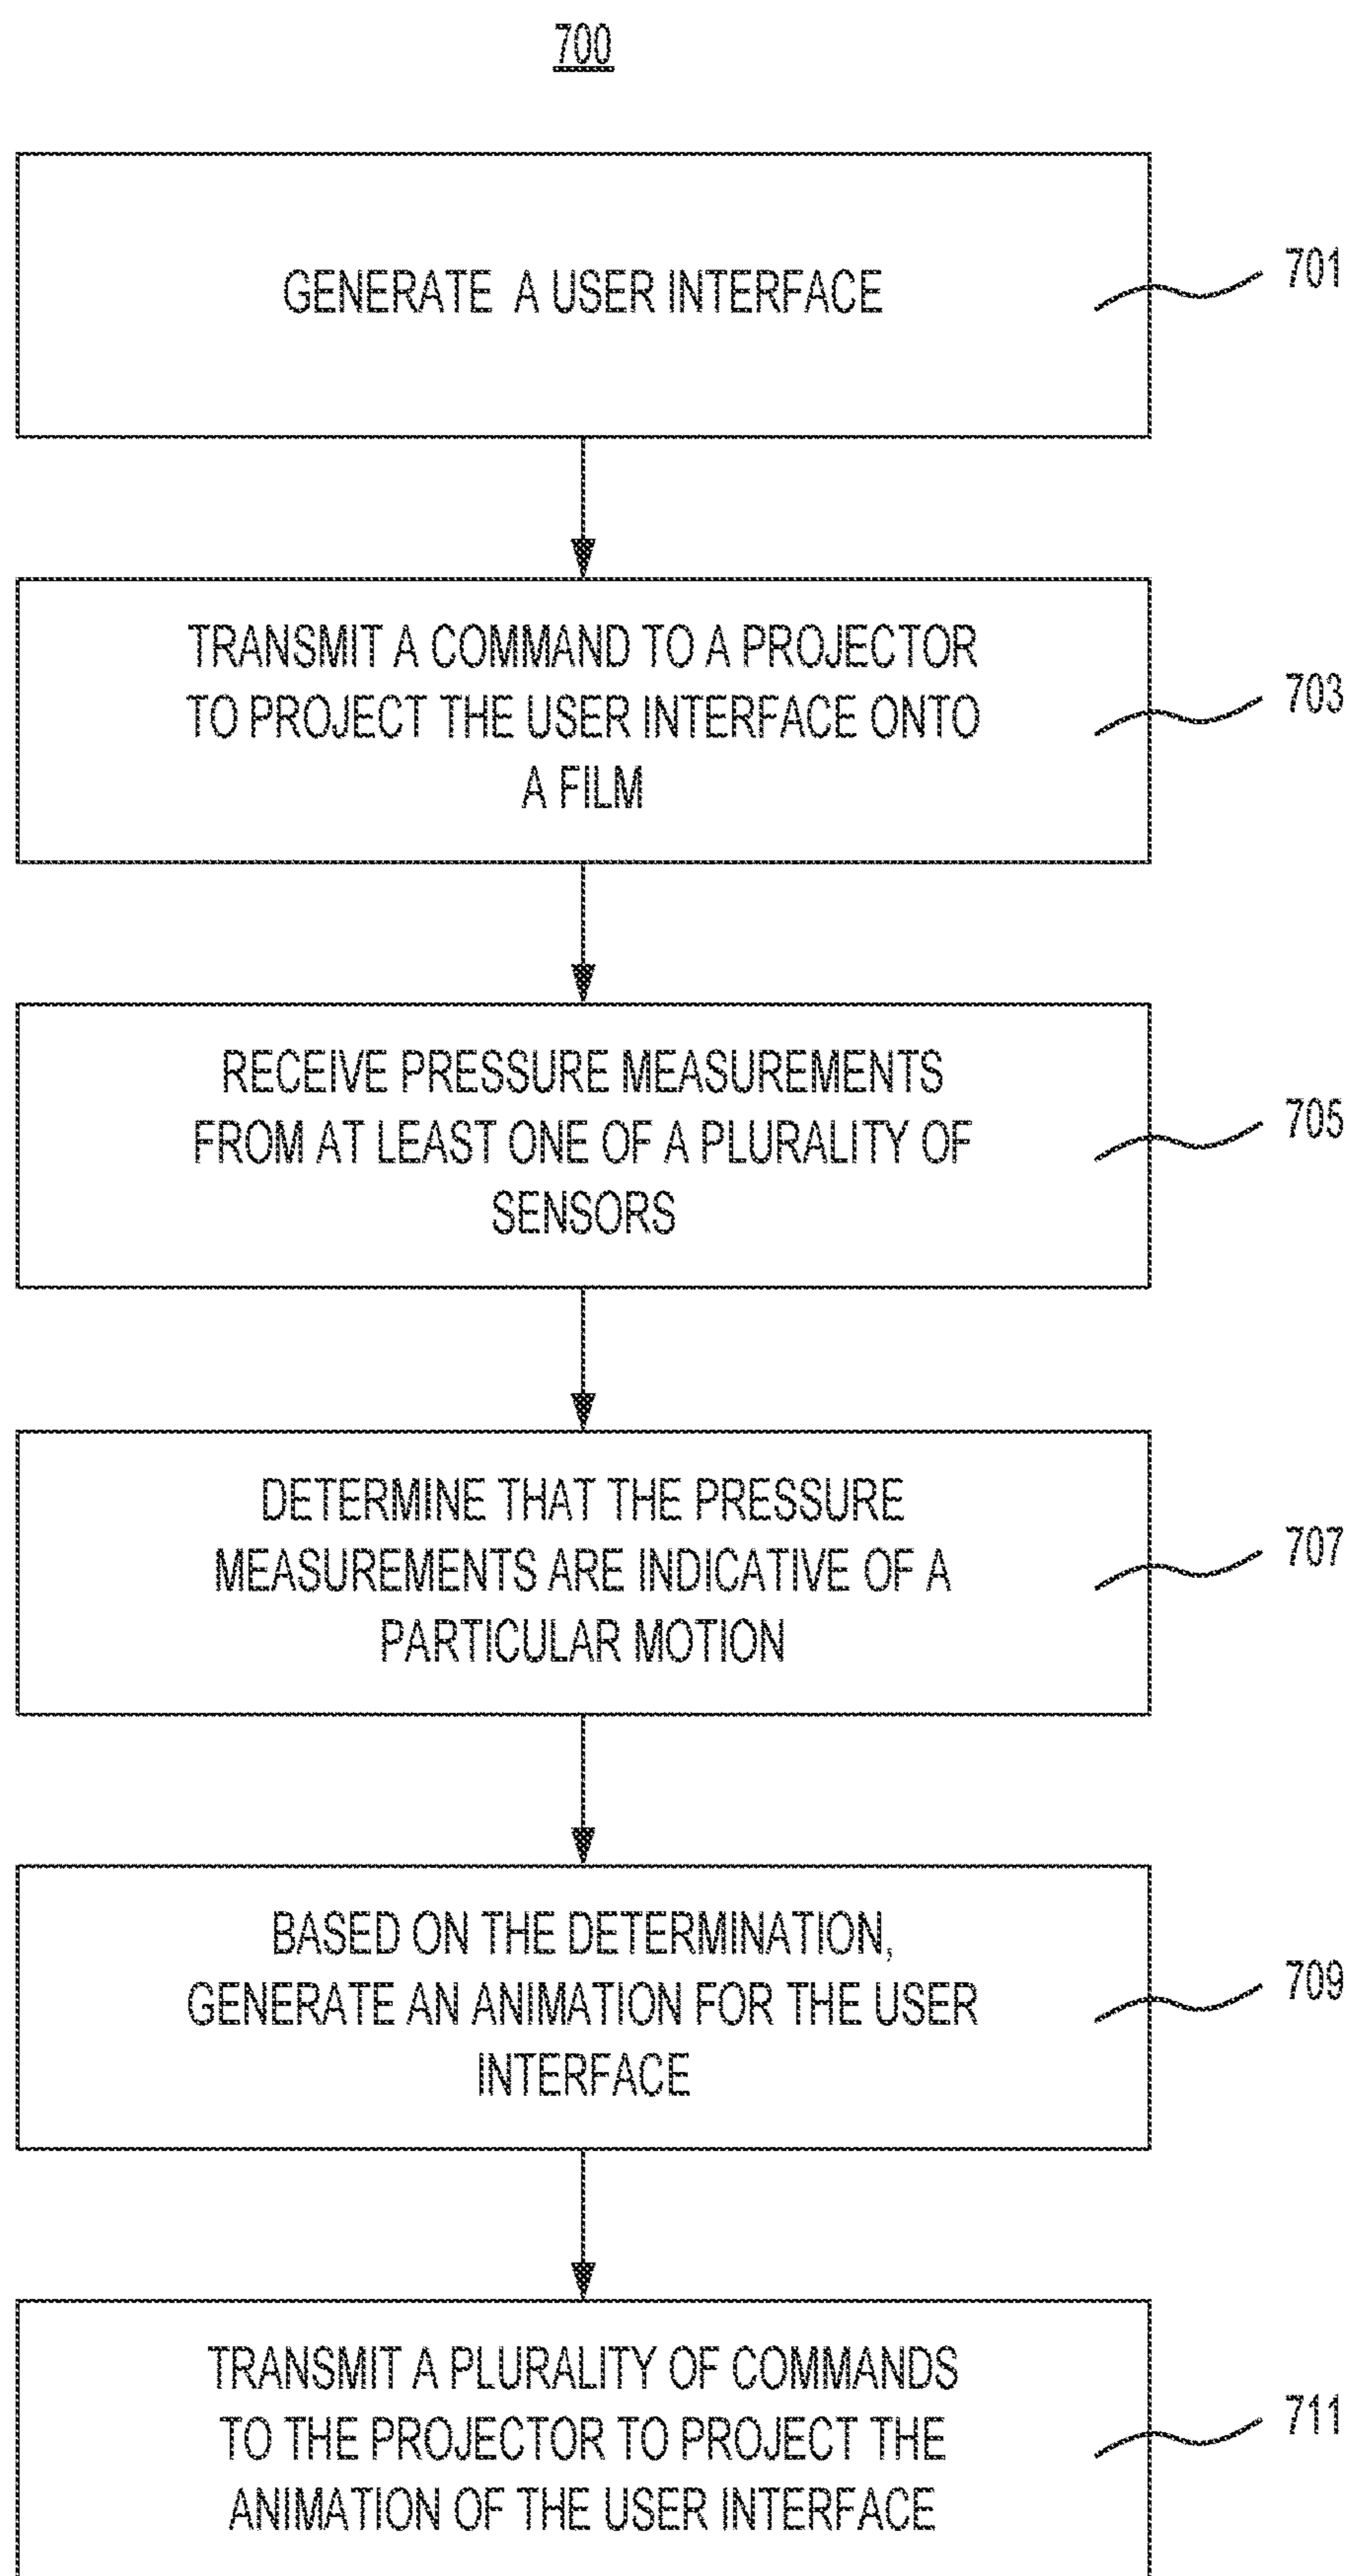 700
GENERATE A USER INTERFACE
701
TRANSMIT A COMMAND TO A PROJECTOR
TO PROJECT THE USER INTERFACE ONTO
A FILM
703
RECEIVE PRESSURE MEASUREMENTS
FROM AT LEAST ONE OF A PLURALITY OF
SENSORS
705
DETERMINE THAT THE PRESSURE
MEASUREMENTS ARE INDICATIVE OF A
PARTICULAR MOTION
707
BASED ON THE DETERMINATION,
GENERATE AN ANIMATION FOR THE USER
INTERFACE
709
TRANSMIT A PLURALITY OF COMMANDS
TO THE PROJECTOR TO PROJECT THE
ANIMATION OF THE USER INTERFACE
711